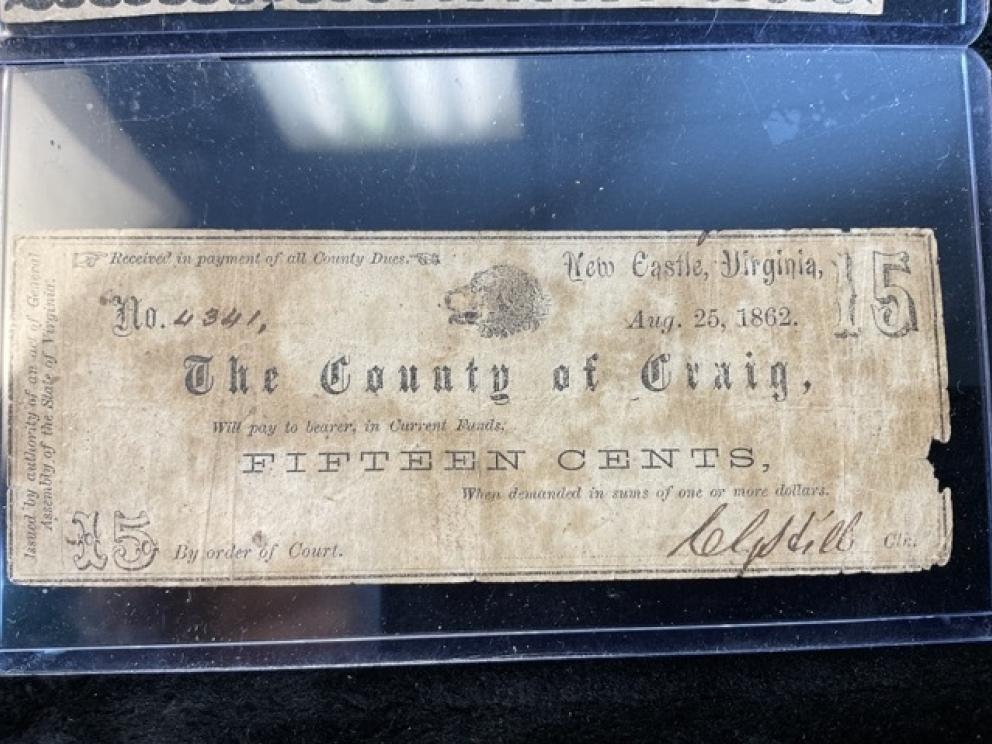 Issued by authority of an act of General
Assembly of the State of Virginia.
Received in payment of all County Dues.
New Castle, Virginia,
15
No. 4341,
Aug. 25, 1862.
The County of Craig,
Will pay to bearer, in Current Funds,
FIFTEEN CENTS,
When demanded in sums of one or more dollars.
15
By order of Court.
Clk.